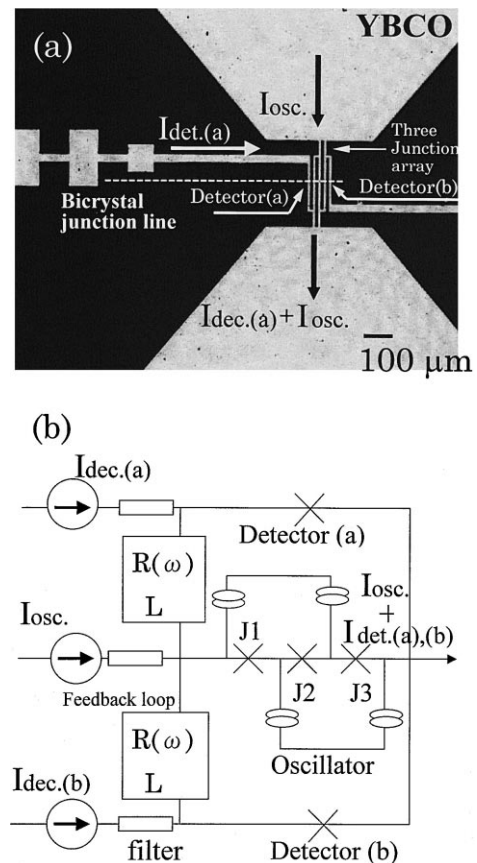 (a)
YBCO
Iosc.
Idet.(a)
Three
Junction
array
Detector(a)
Detector(b)
Bicrystal
junction line
Idec.(a)+Iosc.
100 μm
(b)
Idec.(a)
Detector (a)
R(ω)
L
Iosc.
+
Idet.(a),(b)
Iosc.
J1
J2
J3
Feedback loop
R(ω)
L
Oscillator
Idec.(b)
filter
Detector (b)